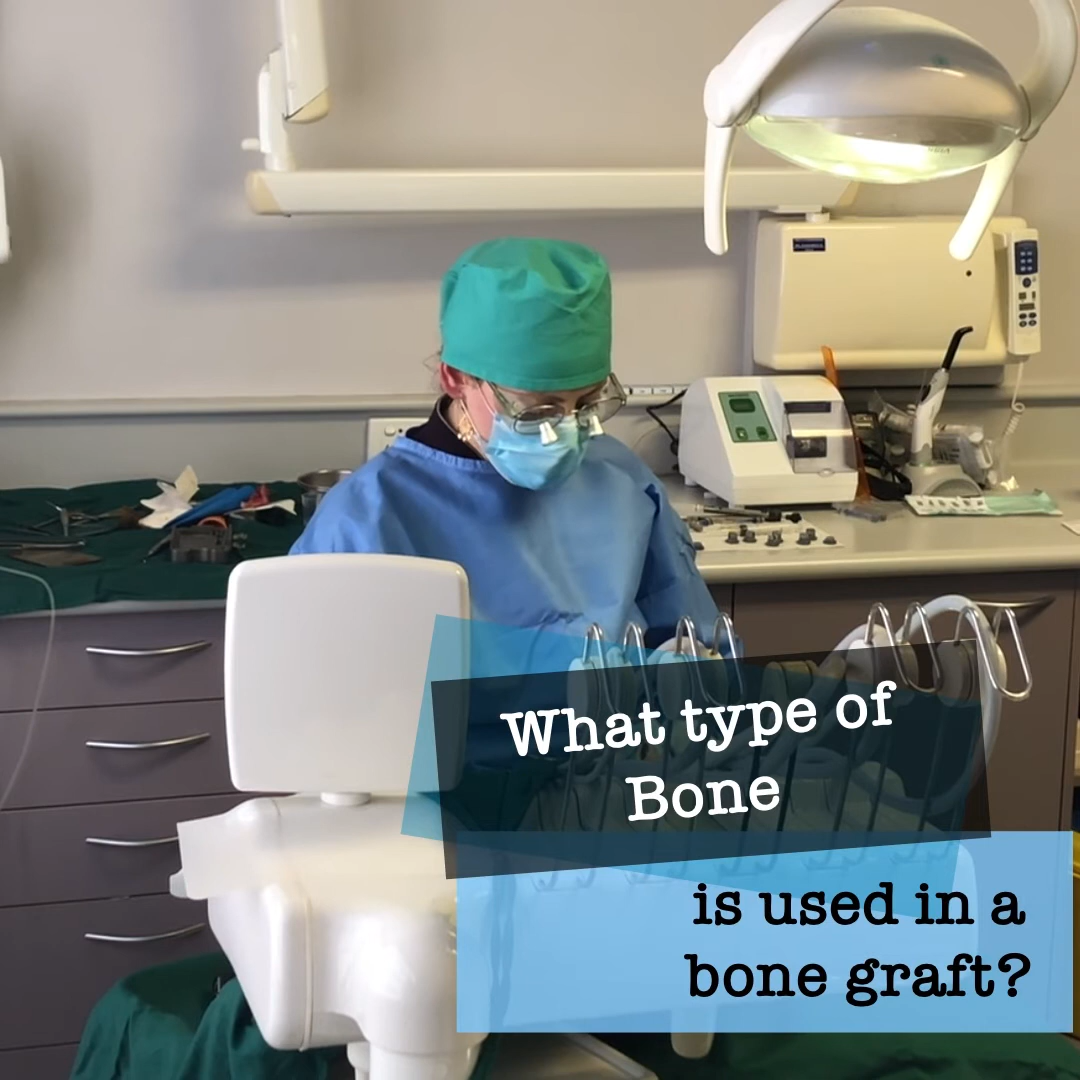 What type of
Bone
is used in a
bone graft?